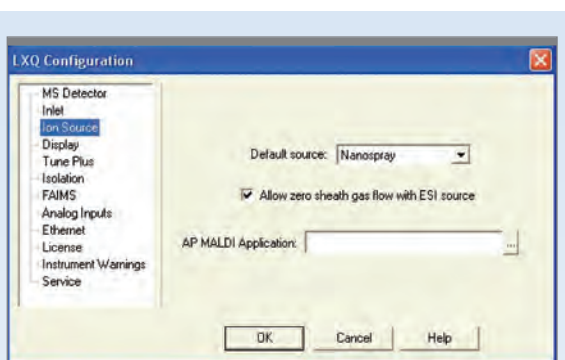 LXQ Configuration
MS Detector
Inlet
Ion Source
Display
Tune Plus
Isolation
FAIMS
Analog Inputs
Ethernet
License
Instrument Warnings
Service
Default source: Nanospray
Allow zero sheath gas flow with ESI source
AP MALDI Application:
...
OK Cancel Help